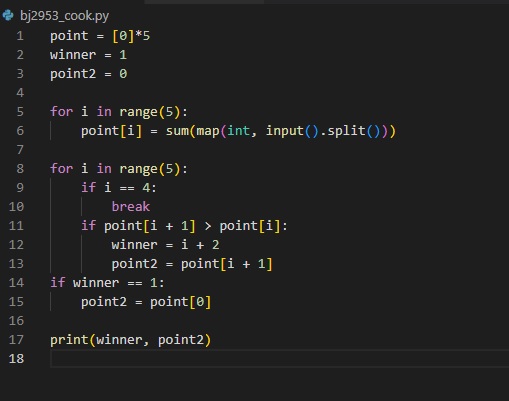 bj2953_cook.py
1 point = [0]*5
2 winner = 1
3 point2 = 0
4
5 for i in range(5):
6     point[i] = sum(map(int, input().split()))
7
8 for i in range(5):
9     if i == 4:
10         break
11     if point[i + 1] > point[i]:
12         winner = i + 2
13         point2 = point[i + 1]
14 if winner == 1:
15     point2 = point[0]
16
17 print(winner, point2)
18